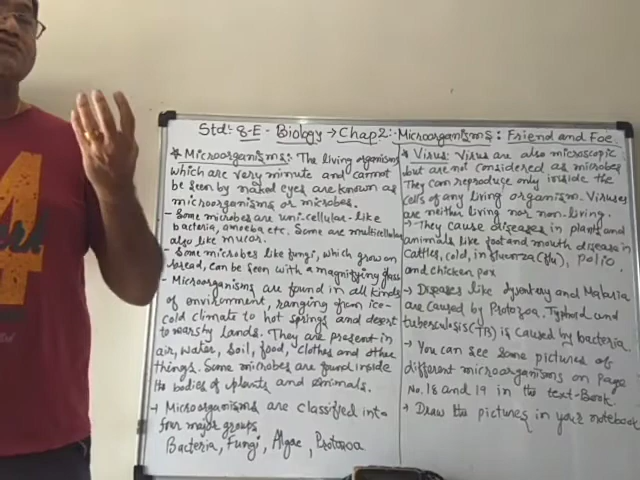 Std:- 8-E - Biology → Chap 2:- Microorganisms: Friend and Foe
* Microorganisms: The living organisms
which are very minute and cannot
be seen by naked eyes are known as
microorganisms or microbes.
- Some microbes are uni-cellular-like
bacteria, amoeba etc. Some are multicellular
also like mucor.
- Some microbes like fungi, which grow on
bread, can be seen with a magnifying glass
- Microorganisms are found in all kinds
of environment, ranging from ice-
cold climate to hot springs and desert
to marshy lands. They are present in
air, water, soil, food, clothes and other
things. Some microbes are found inside
the bodies of plants and animals.
→ Microorganisms are classified into
four major groups
Bacteria, Fungi, Algae, Protozoa
* Virus: Virus are also microscopic
but are not considered as microbes
They can reproduce only inside the
cells of any living organism. Viruses
are neither living nor non-living.
→ They cause diseases in plants and
animals like foot and mouth disease in
Cattles, cold, influenza (flu), Polio,
and chicken pox
→ Diseases like dysentery and Malaria
are caused by Protozoa, Typhoid and
tuberculosis (TB) is caused by bacteria
→ You can see some pictures of
different microorganisms on Page
No. 18 and 19 in the text-Book
→ Draw the pictures in your notebook
4